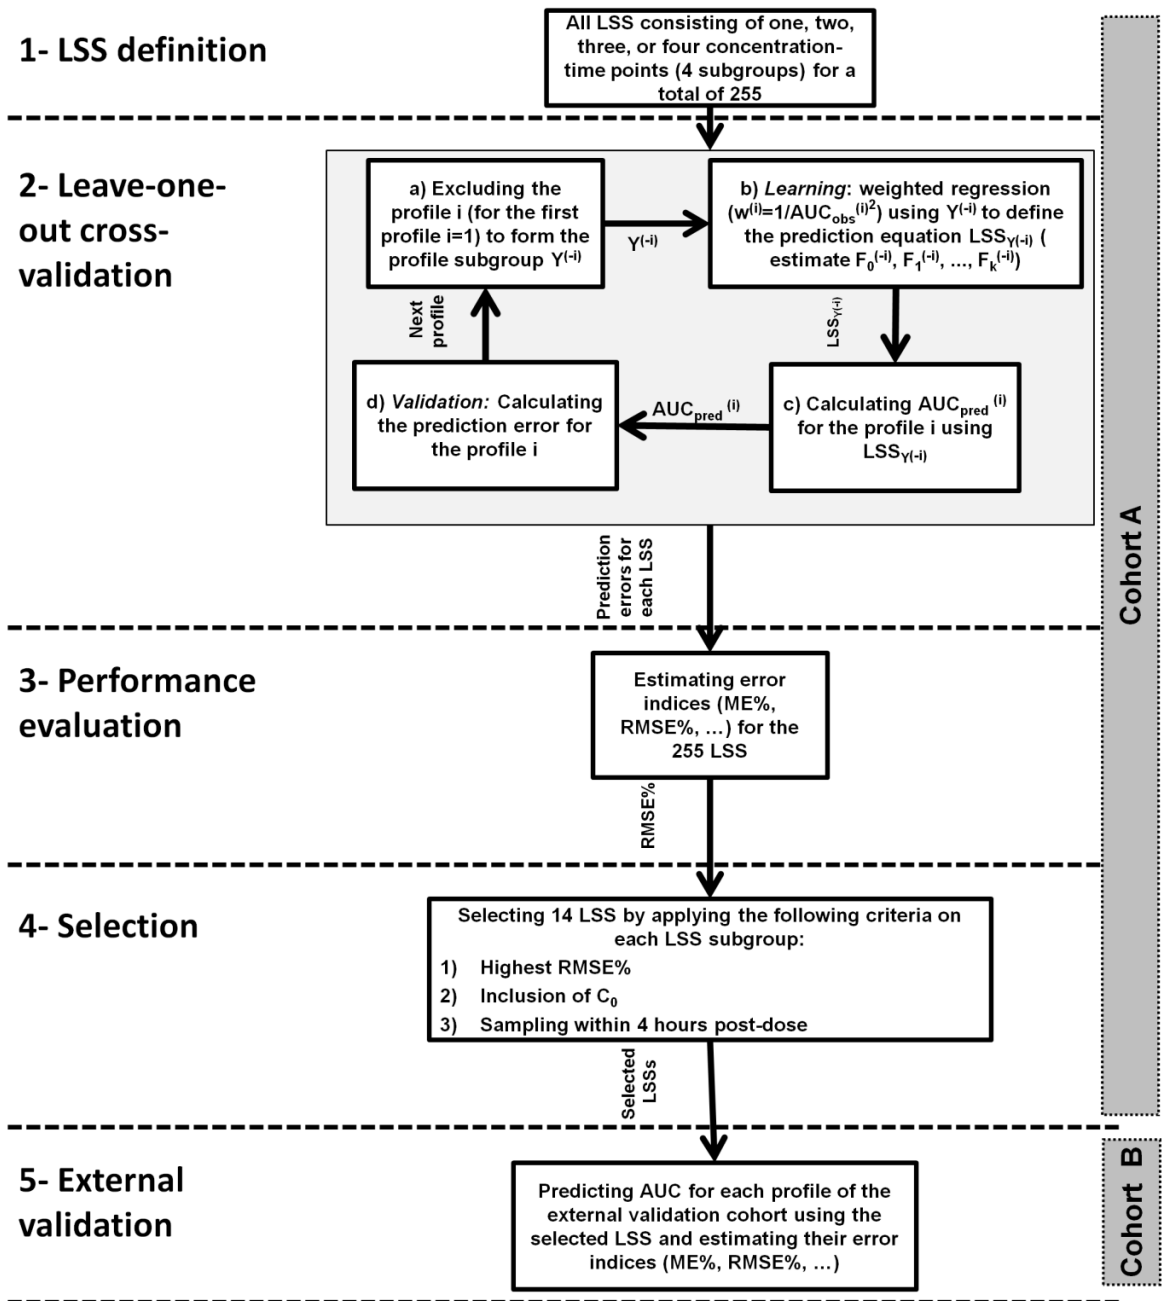 1- LSS definition
All LSS consisting of one, two,
three, or four concentration-
time points (4 subgroups) for a
total of 255
2- Leave-one-
out cross-
validation
a) Excluding the
profile i (for the first
profile i=1) to form the
profile subgroup Y(-i)
Y(-i)
b) Learning: weighted regression
(w(i)=1/AUCobs(i)2) using Y(-i) to define
the prediction equation LSSY(-i) (
estimate F0(-i), F1(-i), ..., Fk(-i))
LSSY(-i)
c) Calculating AUCpred (i)
for the profile i using
LSSY(-i)
AUCpred (i)
d) Validation: Calculating
the prediction error for
the profile i
Next
profile
Prediction
errors for
each LSS
3- Performance
evaluation
Estimating error
indices (ME%,
RMSE%, ...) for the
255 LSS
RMSE%
4- Selection
Selecting 14 LSS by applying the following criteria on
each LSS subgroup:
1) Highest RMSE%
2) Inclusion of C0
3) Sampling within 4 hours post-dose
Selected
LSSs
Cohort A
5- External
validation
Predicting AUC for each profile of the
external validation cohort using the
selected LSS and estimating their error
indices (ME%, RMSE%, ...)
Cohort B